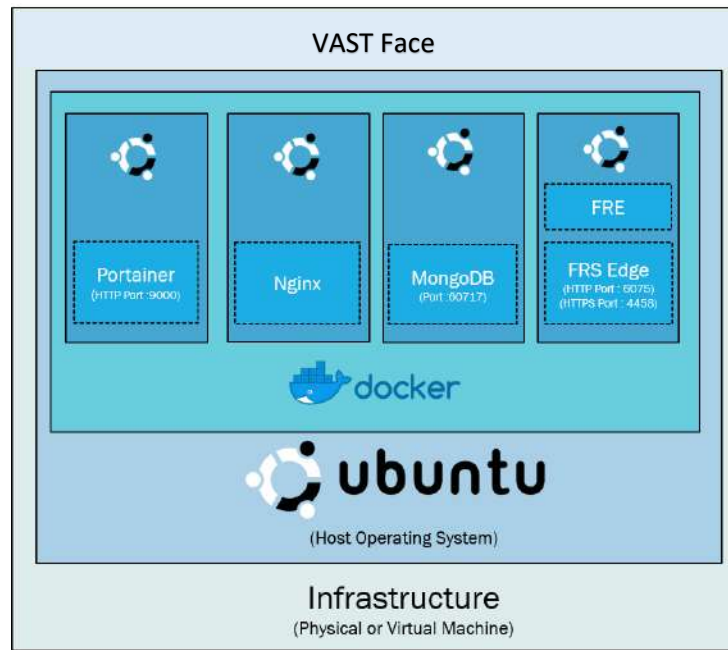 VAST Face
Portainer
(HTTP Port :9000)
Nginx
MongoDB
(Port :60717)
FRE
FRS Edge
(HTTP Port : 6075)
(HTTPS Port : 4458)
docker
ubuntu
(Host Operating System)
Infrastructure
(Physical or Virtual Machine)